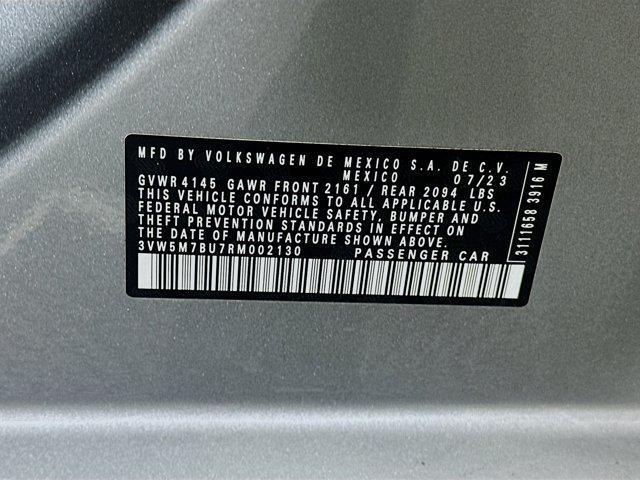 MFD BY VOLKSWAGEN DE MEXICO S.A. DE C.V.
MEXICO 07/23
GVWR 4145 GAWR FRONT 2161 / REAR 2094 LBS
THIS VEHICLE CONFORMS TO ALL APPLICABLE U.S.
FEDERAL MOTOR VEHICLE SAFETY, BUMPER AND
THEFT PREVENTION STANDARDS IN EFFECT ON
THE DATE OF MANUFACTURE SHOWN ABOVE.
3VW5M7BU7RM002130 PASSENGER CAR
3111658 3916 M